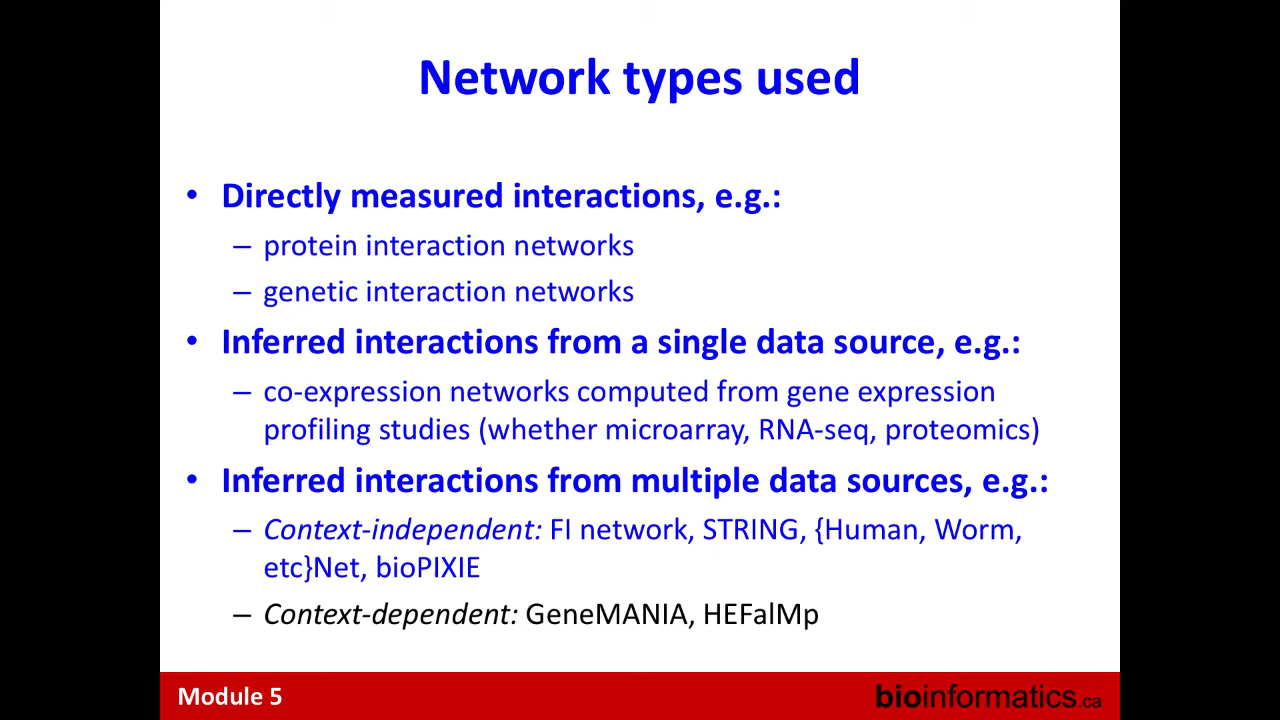 Network types used
• Directly measured interactions, e.g.:
– protein interaction networks
– genetic interaction networks
• Inferred interactions from a single data source, e.g.:
– co-expression networks computed from gene expression
profiling studies (whether microarray, RNA-seq, proteomics)
• Inferred interactions from multiple data sources, e.g.:
– Context-independent: FI network, STRING, {Human, Worm,
etc}Net, bioPIXIE
– Context-dependent: GeneMANIA, HEFalMp
Module 5
bioinformatics.ca